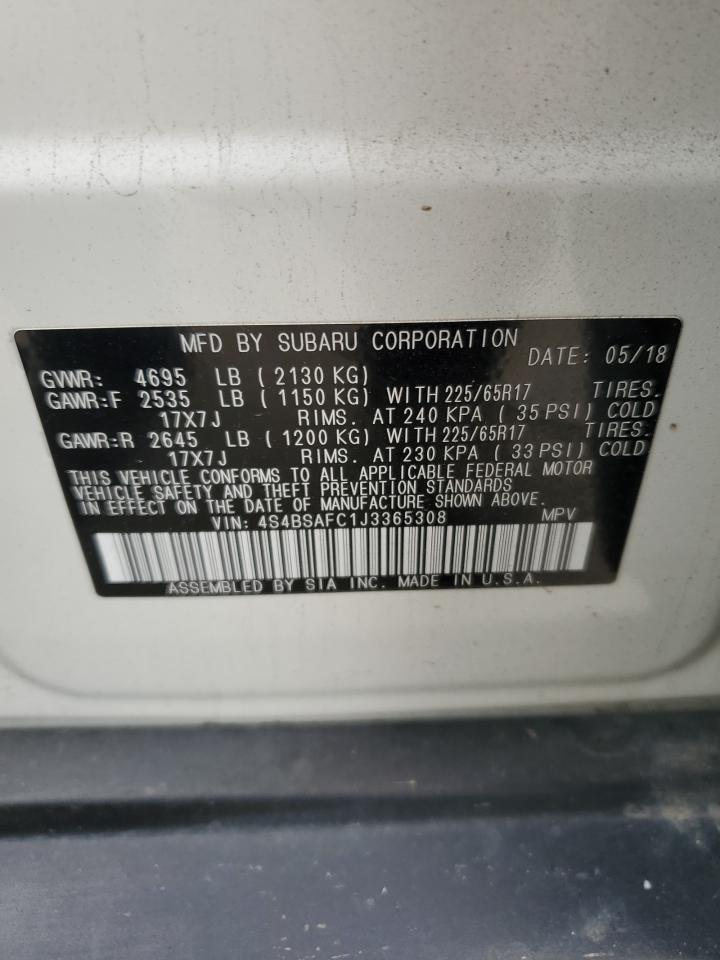 MFD BY SUBARU CORPORATION DATE: 05/18
GVWR: 4695 LB ( 2130 KG)
GAWR:F 2535 LB ( 1150 KG) WITH 225/65R17 TIRES.
17X7J RIMS. AT 240 KPA ( 35 PSI) COLD
GAWR:R 2645 LB ( 1200 KG) WITH 225/65R17 TIRES.
17X7J RIMS. AT 230 KPA ( 33 PSI) COLD
THIS VEHICLE CONFORMS TO ALL APPLICABLE FEDERAL MOTOR
VEHICLE SAFETY AND THEFT PREVENTION STANDARDS
IN EFFECT ON THE DATE OF MANUFACTURE SHOWN ABOVE.
VIN: 4S4BSAFC1J3365308 MPV
ASSEMBLED BY SIA INC. MADE IN U.S.A.